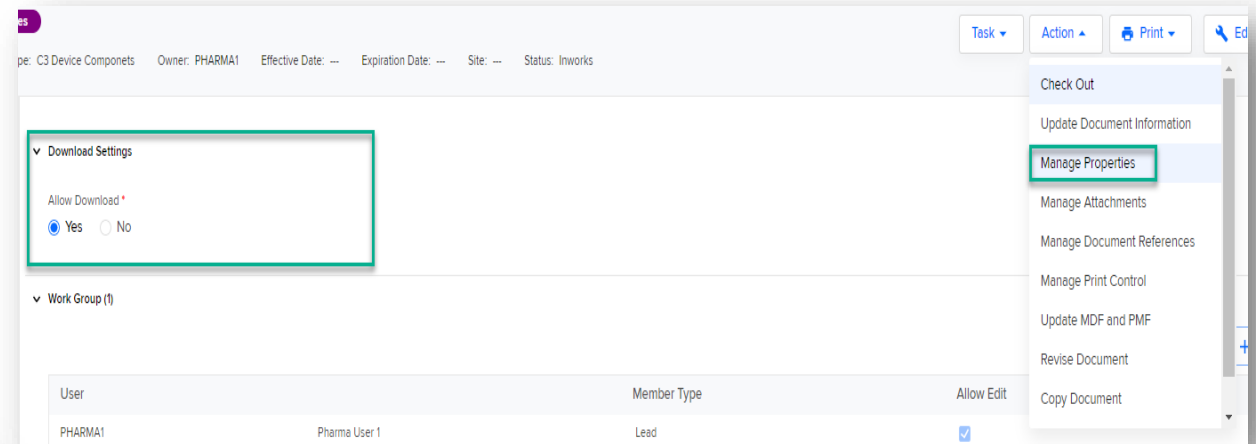 es
Task Action Print Ed
pe: C3 Device Componets Owner: PHARMA1 Effective Date: --- Expiration Date: --- Site: --- Status: Inworks
Check Out
Update Document Information
Download Settings
Manage Properties
Allow Download *
Manage Attachments
Yes No
Manage Document References
Manage Print Control
Work Group (1)
Update MDF and PMF
+
Revise Document
User Member Type Allow Edit
Copy Document
PHARMA1 Pharma User 1 Lead